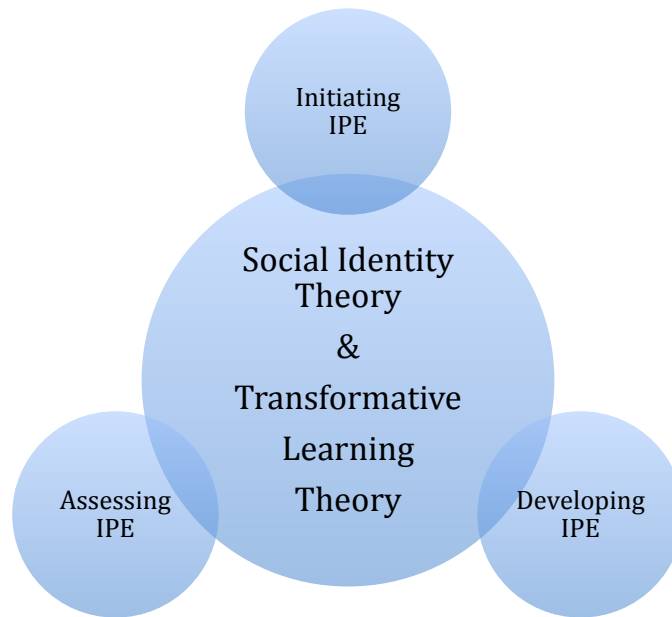 Initiating
IPE
Social Identity
Theory
&
Transformative
Learning
Theory
Assessing
IPE
Developing
IPE